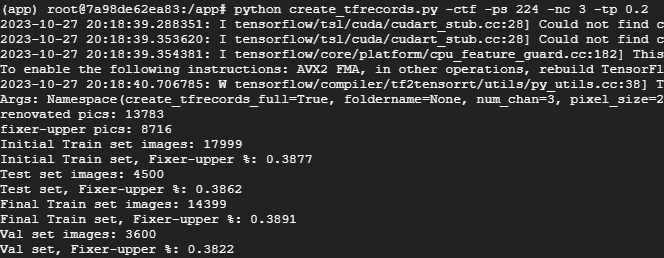 (app) root@7a98de62ea83:/app# python create_tfrecords.py -ctf -ps 224 -nc 3 -tp 0.2
2023-10-27 20:18:39.288351: I tensorflow/tsl/cuda/cudart_stub.cc:28] Could not find c
2023-10-27 20:18:39.353620: I tensorflow/tsl/cuda/cudart_stub.cc:28] Could not find c
2023-10-27 20:18:39.354381: I tensorflow/core/platform/cpu_feature_guard.cc:182] This
To enable the following instructions: AVX2 FMA, in other operations, rebuild TensorFl
2023-10-27 20:18:40.706785: W tensorflow/compiler/tf2tensorrt/utils/py_utils.cc:38] T
Args: Namespace(create_tfrecords_full=True, foldername=None, num_chan=3, pixel_size=2
renovated pics: 13783
fixer-upper pics: 8716
Initial Train set images: 17999
Initial Train set, Fixer-upper %: 0.3877
Test set images: 4500
Test set, Fixer-upper %: 0.3862
Final Train set images: 14399
Final Train set, Fixer-upper %: 0.3891
Val set images: 3600
Val set, Fixer-upper %: 0.3822